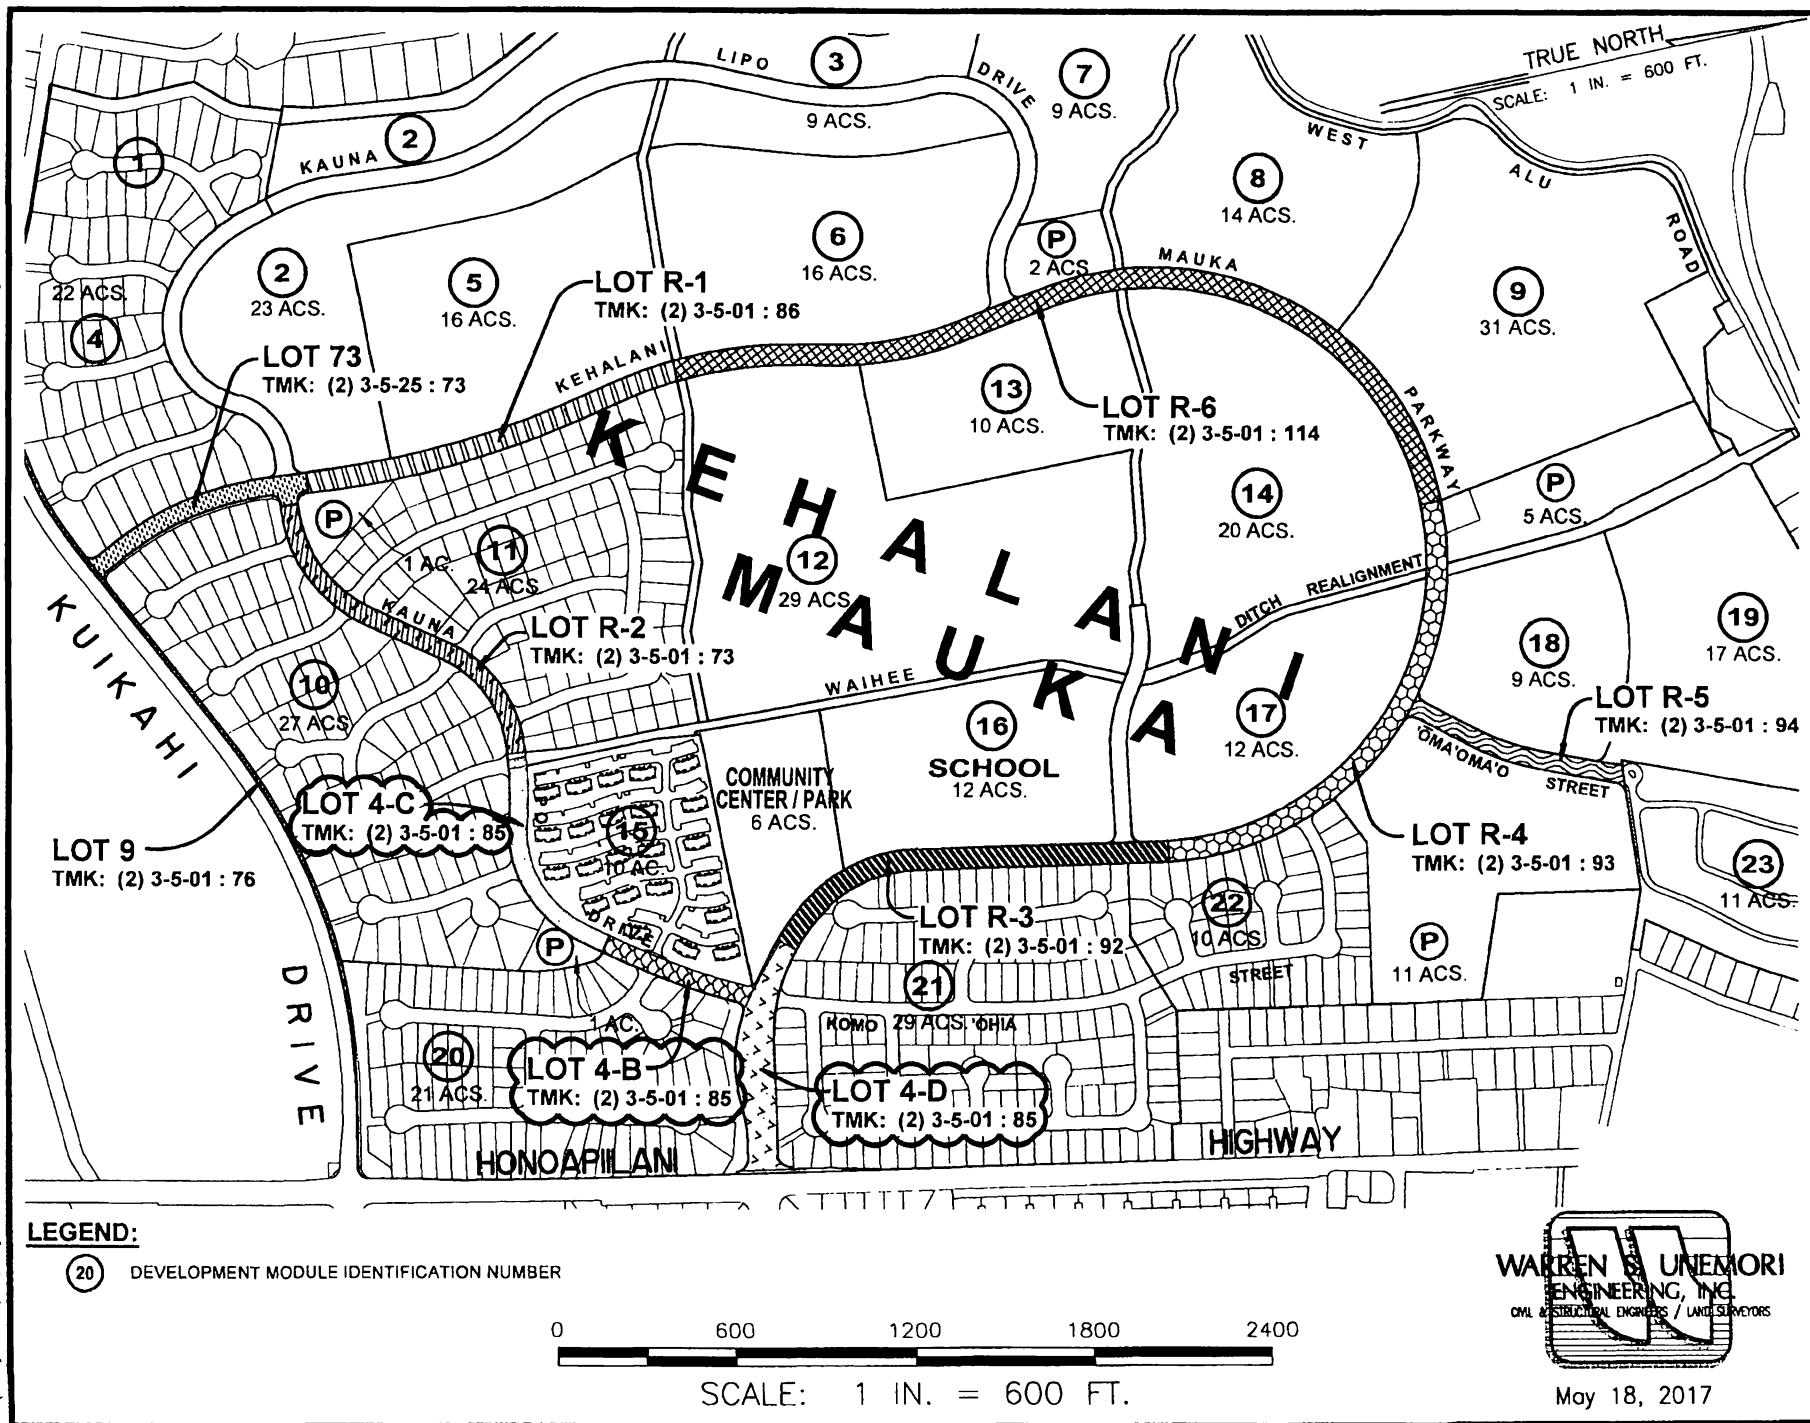 TRUE NORTH
SCALE: 1 IN. = 600 FT.
LIPO
3
9 ACS.
DRIVE
7
9 ACS.
WEST
ALU
ROAD
1
KAUNA
2
8
14 ACS.
6
16 ACS.
P
2 ACS
MAUKA
2
23 ACS.
5
16 ACS.
LOT R-1
TMK: (2) 3-5-01 : 86
9
31 ACS.
22 ACS.
4
LOT 73
TMK: (2) 3-5-25 : 73
KEHALANI
13
10 ACS.
LOT R-6
TMK: (2) 3-5-01 : 114
PARKWAY
KEHALANI
MAUKA
14
20 ACS.
P
5 ACS.
P
1 AC.
11
24 ACS
12
29 ACS
DITCH
REALIGNMENT
KAUNA
LOT R-2
TMK: (2) 3-5-01 : 73
18
9 ACS.
19
17 ACS.
KUIKAHI
10
27 ACS
WAIHEE
16
SCHOOL
12 ACS.
17
12 ACS.
LOT R-5
TMK: (2) 3-5-01 : 94
'OMA'OMA'O
STREET
COMMUNITY
CENTER / PARK
6 ACS.
LOT 4-C
TMK: (2) 3-5-01 : 85
15
10 AC.
LOT 9
TMK: (2) 3-5-01 : 76
LOT R-4
TMK: (2) 3-5-01 : 93
23
11 ACS.
22
10 ACS
DRIVE
P
1 AC.
LOT R-3
TMK: (2) 3-5-01 : 92
21
29 ACS.
STREET
P
11 ACS.
KOMO
'OHIA
DRIVE
20
21 ACS.
LOT 4-B
TMK: (2) 3-5-01 : 85
LOT 4-D
TMK: (2) 3-5-01 : 85
HONOAPIILANI
HIGHWAY
LEGEND:
20 DEVELOPMENT MODULE IDENTIFICATION NUMBER
WARREN S. UNEMORI
ENGINEERING, INC.
CIVIL & STRUCTURAL ENGINEERS / LAND SURVEYORS
0 600 1200 1800 2400
SCALE: 1 IN. = 600 FT.
May 18, 2017